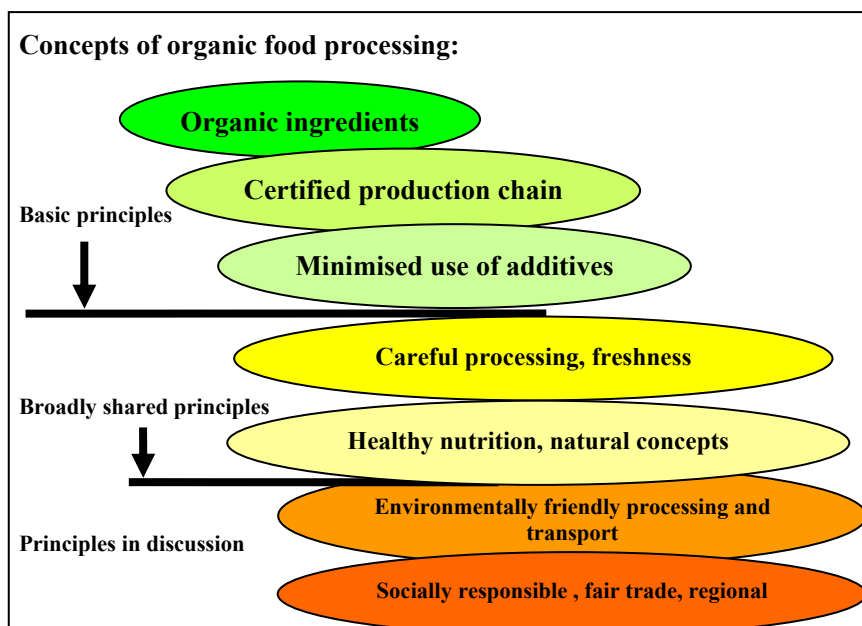 Concepts of organic food processing:
Organic ingredients
Certified production chain
Basic principles
Minimised use of additives
Careful processing, freshness
Broadly shared principles
Healthy nutrition, natural concepts
Environmentally friendly processing and
transport
Principles in discussion
Socially responsible , fair trade, regional